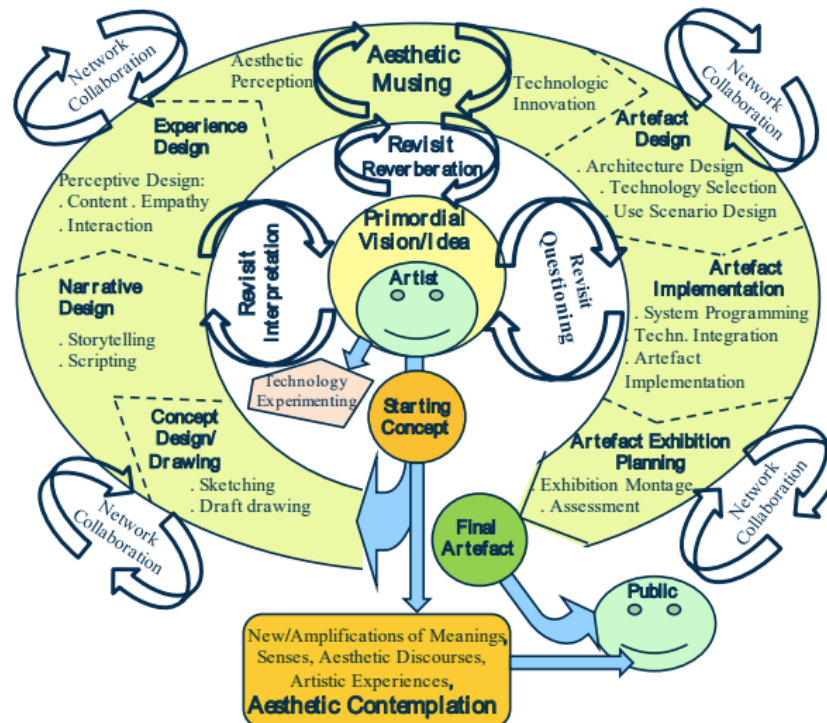 Network
Collaboration
Aesthetic
Perception
Aesthetic
Musing
Technologic
Innovation
Network
Collaboration
Experience
Design
Perceptive Design:
. Content . Empathy
. Interaction
Revisit
Reverberation
Artefact
Design
. Architecture Design
. Technology Selection
. Use Scenario Design
Primordial
Vision/Idea
Artist
Revisit
Interpretation
Revisit
Questioning
Narrative
Design
. Storytelling
. Scripting
Artefact
Implementation
. System Programming
. Techn. Integration
. Artefact
Implementation
Technology
Experimenting
Starting
Concept
Concept
Design/
Drawing
. Sketching
. Draft drawing
Artefact Exhibition
Planning
. Exhibition Montage
. Assessment
Network
Collaboration
Network
Collaboration
Final
Artefact
Public
New/Amplifications of Meanings,
Senses, Aesthetic Discourses,
Artistic Experiences,
Aesthetic Contemplation